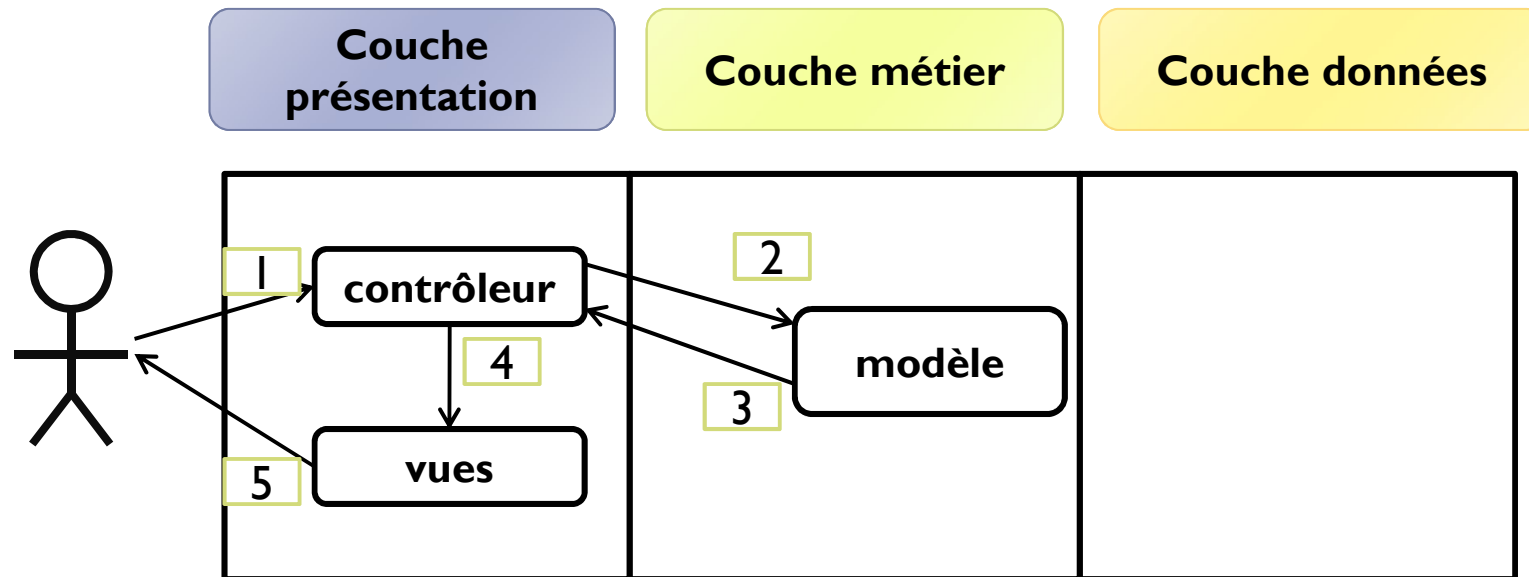 Couche
présentation
Couche métier
Couche données
1
contrôleur
2
4
modèle
3
vues
5